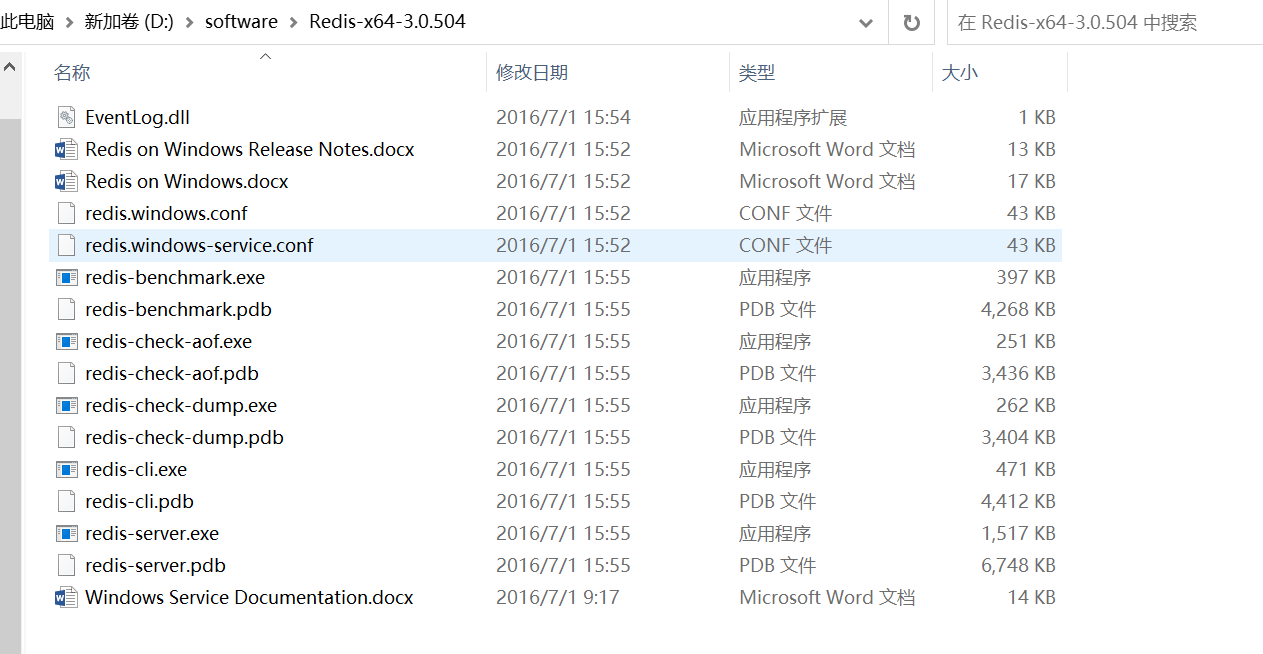 此电脑 > 新加卷 (D:) > software > Redis-x64-3.0.504 在 Redis-x64-3.0.504 中搜索
名称 修改日期 类型 大小
EventLog.dll 2016/7/1 15:54 应用程序扩展 1 KB
Redis on Windows Release Notes.docx 2016/7/1 15:52 Microsoft Word 文档 13 KB
Redis on Windows.docx 2016/7/1 15:52 Microsoft Word 文档 17 KB
redis.windows.conf 2016/7/1 15:52 CONF 文件 43 KB
redis.windows-service.conf 2016/7/1 15:52 CONF 文件 43 KB
redis-benchmark.exe 2016/7/1 15:55 应用程序 397 KB
redis-benchmark.pdb 2016/7/1 15:55 PDB 文件 4,268 KB
redis-check-aof.exe 2016/7/1 15:55 应用程序 251 KB
redis-check-aof.pdb 2016/7/1 15:55 PDB 文件 3,436 KB
redis-check-dump.exe 2016/7/1 15:55 应用程序 262 KB
redis-check-dump.pdb 2016/7/1 15:55 PDB 文件 3,404 KB
redis-cli.exe 2016/7/1 15:55 应用程序 471 KB
redis-cli.pdb 2016/7/1 15:55 PDB 文件 4,412 KB
redis-server.exe 2016/7/1 15:55 应用程序 1,517 KB
redis-server.pdb 2016/7/1 15:55 PDB 文件 6,748 KB
Windows Service Documentation.docx 2016/7/1 9:17 Microsoft Word 文档 14 KB